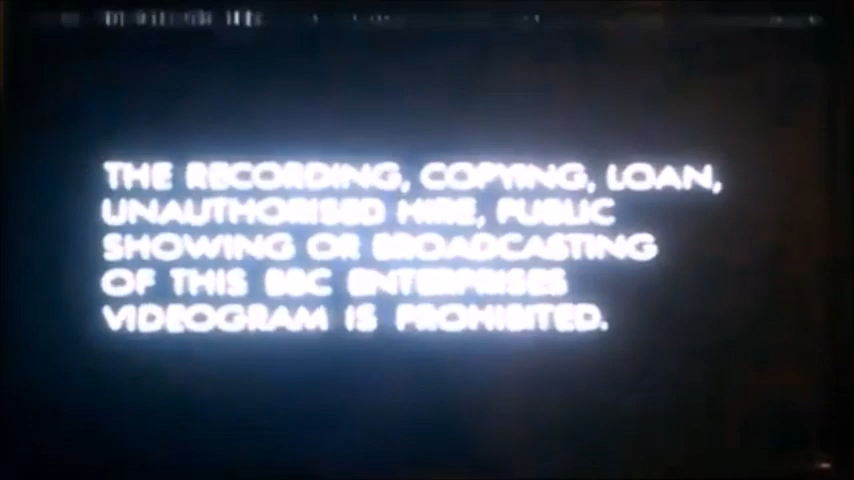 THE RECORDING, COPYING, LOAN,
UNAUTHORISED HIRE, PUBLIC
SHOWING OR BROADCASTING
OF THIS BBC ENTERPRISES
VIDEOGRAM IS PROHIBITED.